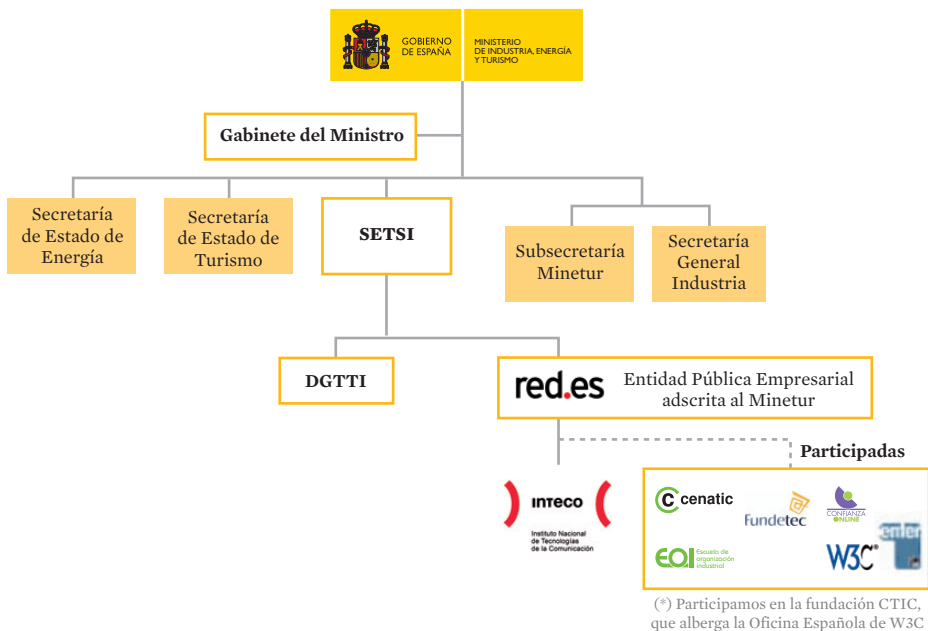 GOBIERNO
DE ESPAÑA
MINISTERIO
DE INDUSTRIA, ENERGÍA
Y TURISMO
Gabinete del Ministro
Secretaría
de Estado de
Energía
Secretaría
de Estado de
Turismo
SETSI
Subsecretaría
Minetur
Secretaría
General
Industria
DGTTI
red.es
Entidad Pública Empresarial
adscrita al Minetur
Participadas
INTECO
Instituto Nacional
de Tecnologías
de la Comunicación
C cenatic
Fundetec
CONFIANZA
ONLINE
EOI
Escuela de
organización
industrial
W3C®
(*) Participamos en la fundación CTIC,
que alberga la Oficina Española de W3C